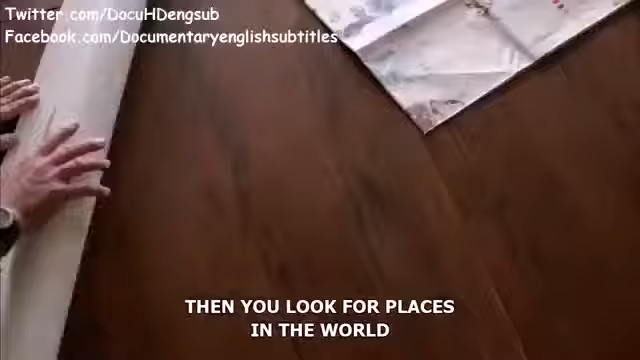 Twitter.com/DocuHDengsub
Facebook.com/Documentaryenglishsubtitles
THEN YOU LOOK FOR PLACES
IN THE WORLD